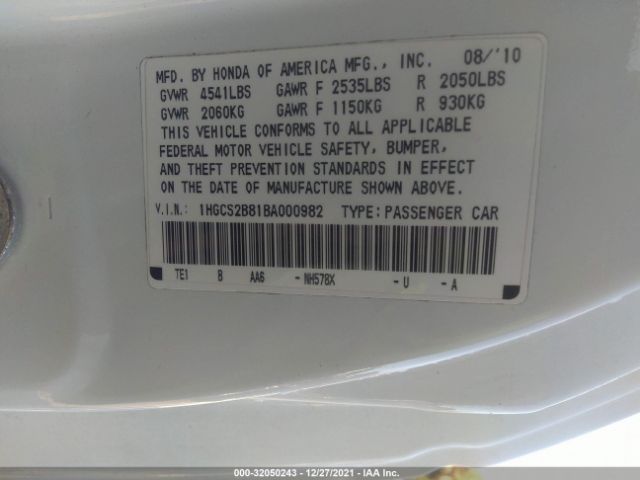 MFD. BY HONDA OF AMERICA MFG., INC. 08/'10
GVWR 4541LBS GAWR F 2535LBS R 2050LBS
GVWR 2060KG GAWR F 1150KG R 930KG
THIS VEHICLE CONFORMS TO ALL APPLICABLE
FEDERAL MOTOR VEHICLE SAFETY, BUMPER,
AND THEFT PREVENTION STANDARDS IN EFFECT
ON THE DATE OF MANUFACTURE SHOWN ABOVE.
V.I.N.: 1HGCS2B81BA000982 TYPE: PASSENGER CAR
TE1 B AA6 -NH578X -U -A
000-32050243 - 12/27/2021 - IAA Inc.